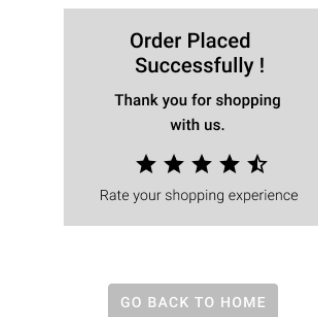 Order Placed
Successfully !
Thank you for shopping
with us.
Rate your shopping experience
GO BACK TO HOME